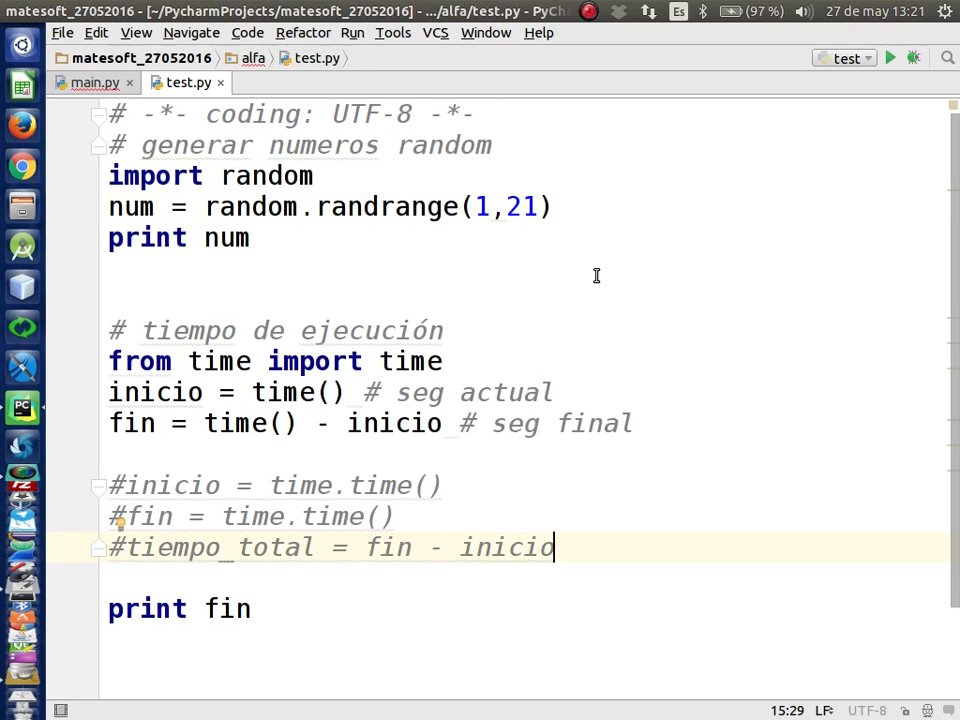 matesoft_27052016 - [~/PycharmProjects/matesoft_27052016] - .../alfa/test.py - PyCh
Es (97 %) 27 de may 13:21
File Edit View Navigate Code Refactor Run Tools VCS Window Help
matesoft_27052016 alfa test.py test
main.py × test.py ×
# -*- coding: UTF-8 -*-
# generar numeros random
import random
num = random.randrange(1,21)
print num
# tiempo de ejecución
from time import time
inicio = time() # seg actual
fin = time() - inicio # seg final
#inicio = time.time()
#fin = time.time()
#tiempo_total = fin - inicio
print fin
PC
15:29 LF÷ UTF-8